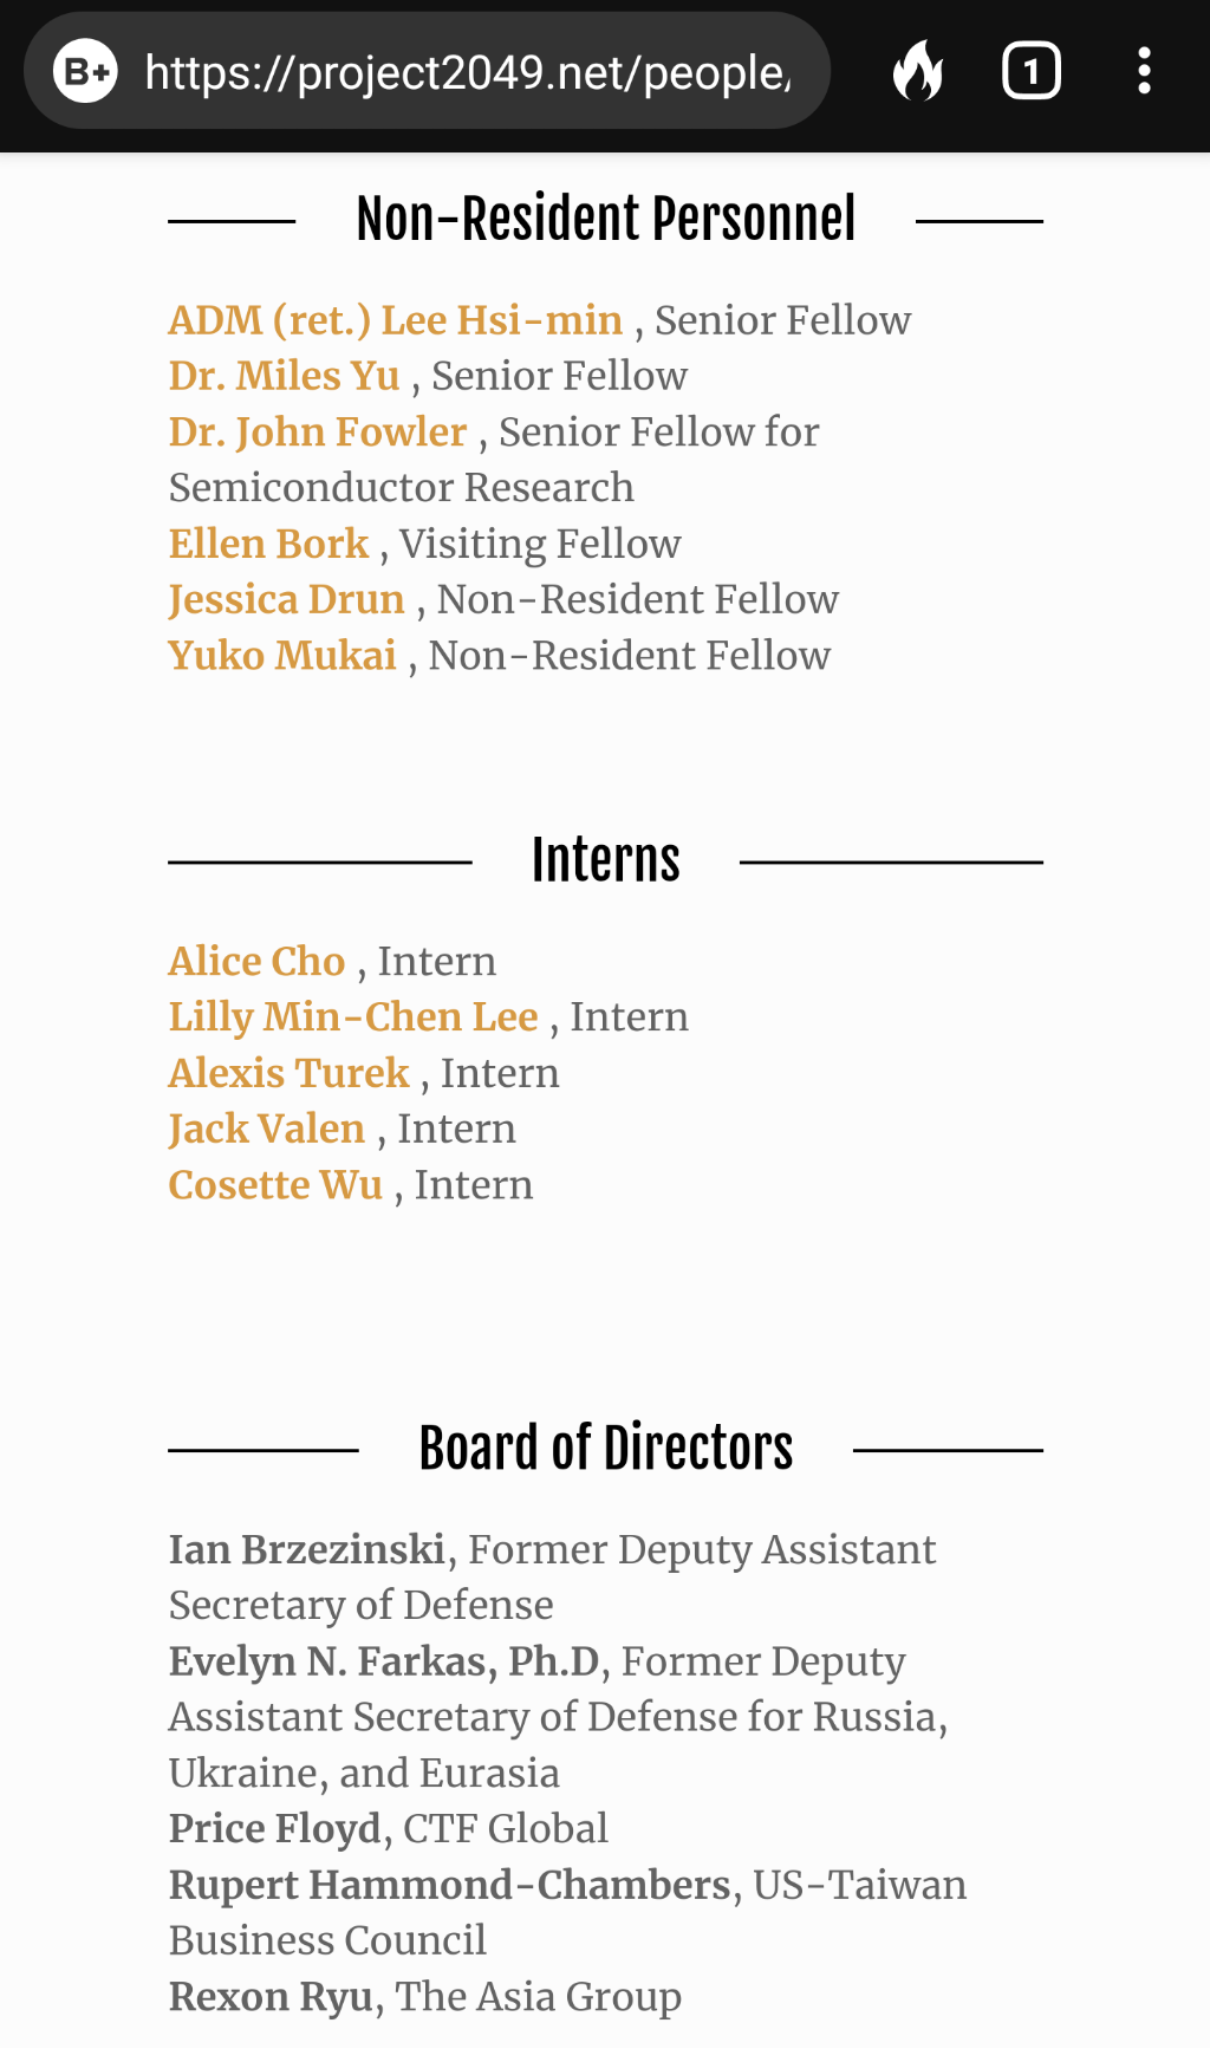 B+ https://project2049.net/people/ 1
Non-Resident Personnel
ADM (ret.) Lee Hsi-min , Senior Fellow
Dr. Miles Yu , Senior Fellow
Dr. John Fowler , Senior Fellow for
Semiconductor Research
Ellen Bork , Visiting Fellow
Jessica Drun , Non-Resident Fellow
Yuko Mukai , Non-Resident Fellow
Interns
Alice Cho , Intern
Lilly Min-Chen Lee , Intern
Alexis Turek , Intern
Jack Valen , Intern
Cosette Wu , Intern
Board of Directors
Ian Brzezinski, Former Deputy Assistant
Secretary of Defense
Evelyn N. Farkas, Ph.D, Former Deputy
Assistant Secretary of Defense for Russia,
Ukraine, and Eurasia
Price Floyd, CTF Global
Rupert Hammond-Chambers, US-Taiwan
Business Council
Rexon Ryu, The Asia Group